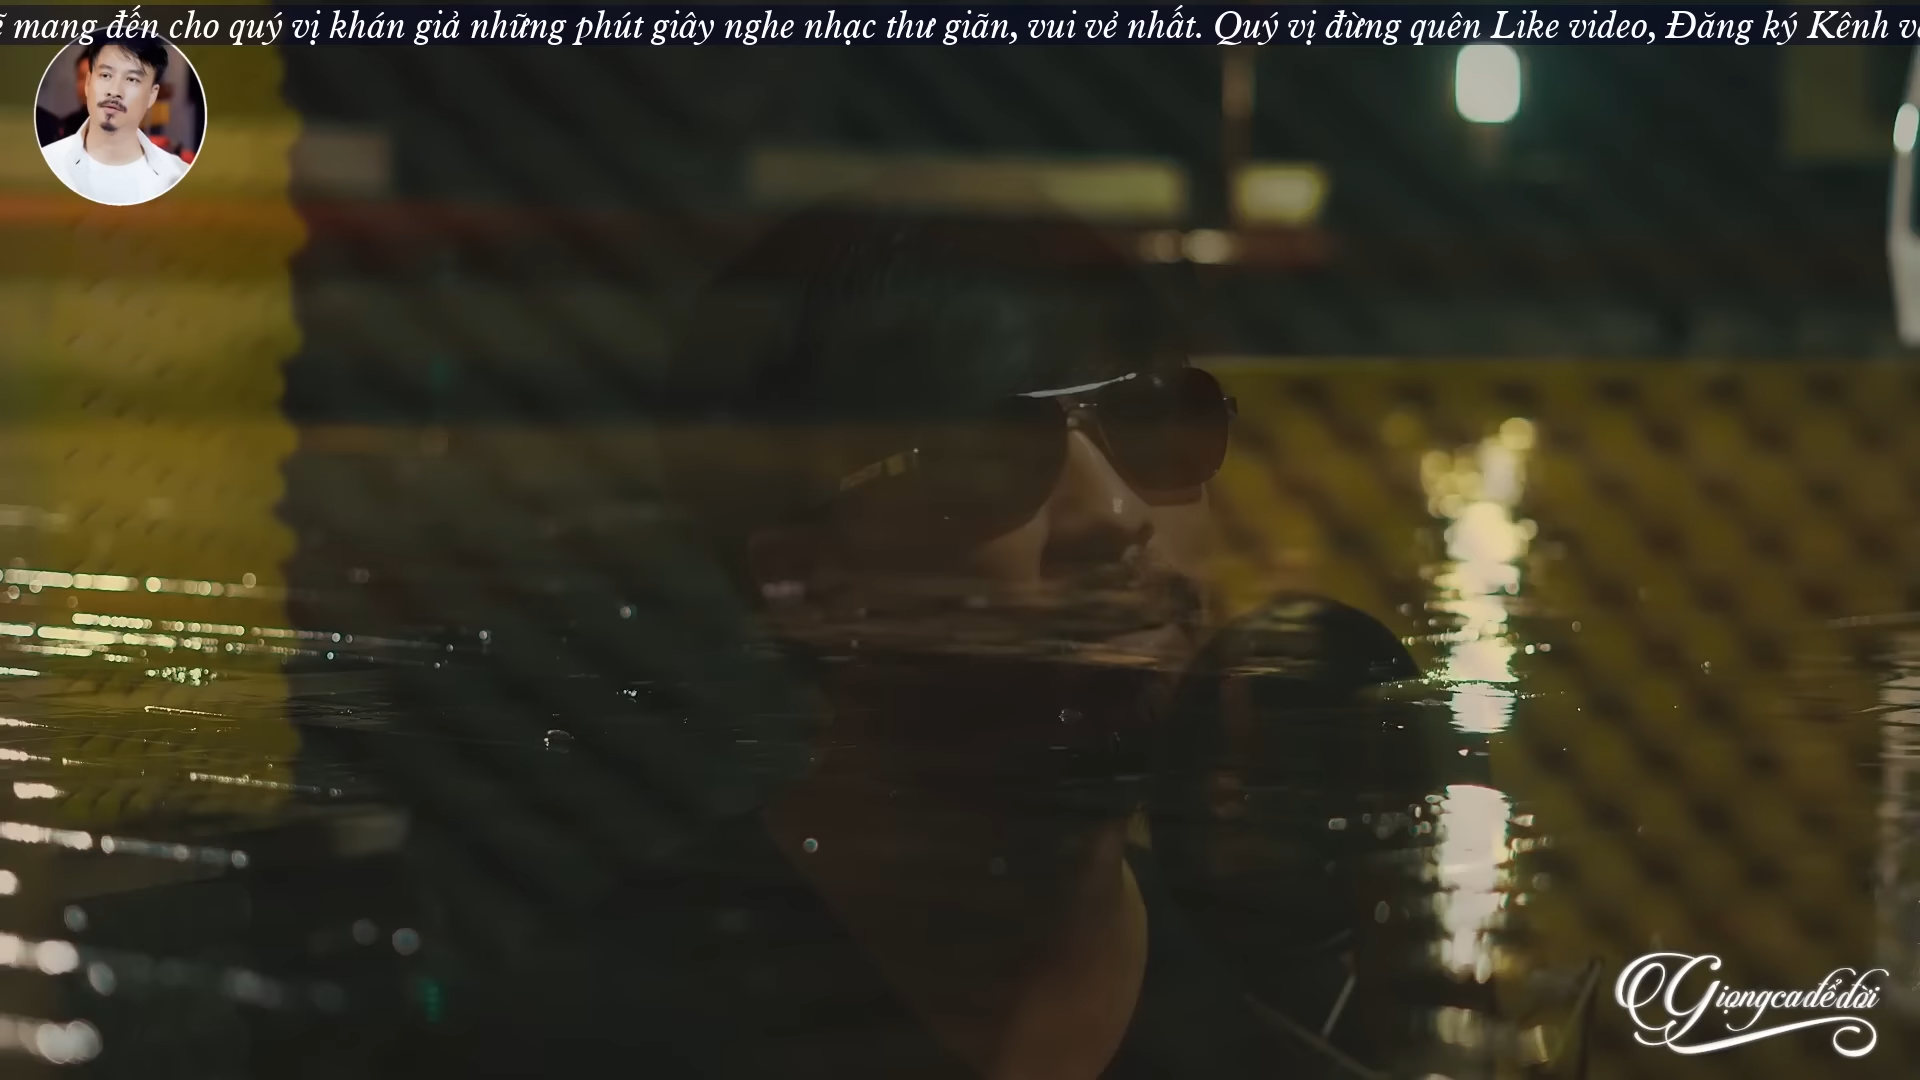 mang đến cho quý vị khán giả những phút giây nghe nhạc thư giãn, vui vẻ nhất. Quý vị đừng quên Like video, Đăng ký Kênh
Giọngcađểđời